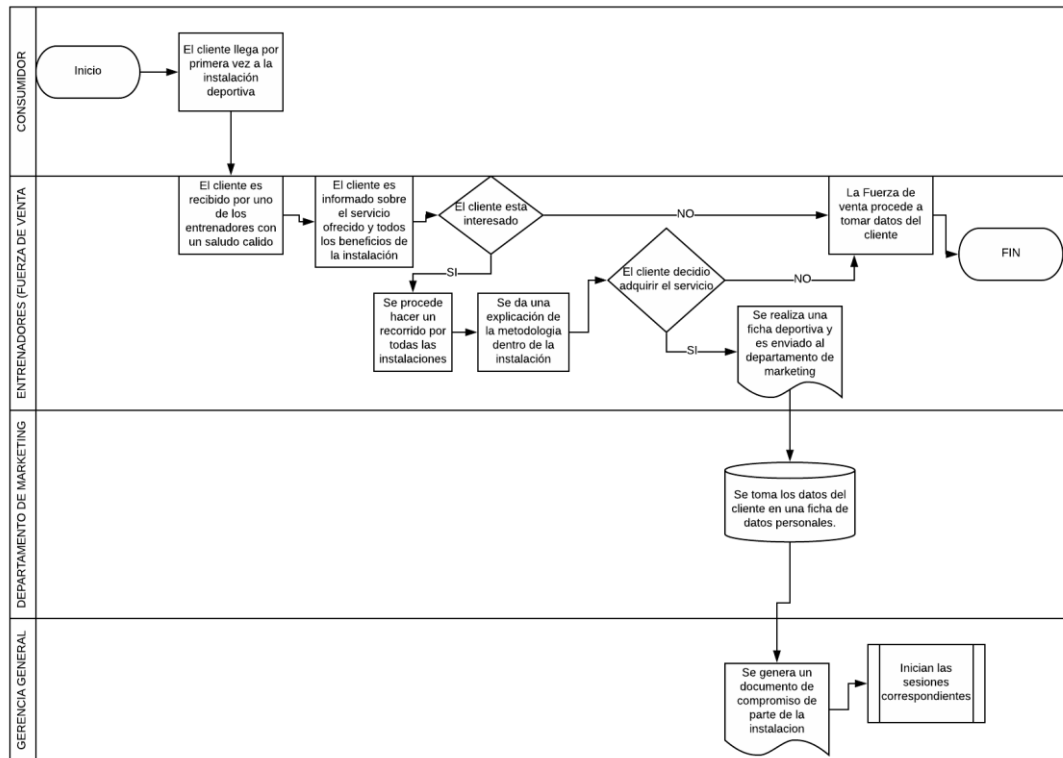 CONSUMIDOR
Inicio
El cliente llega por
primera vez a la
instalación
deportiva
ENTRENADORES (FUERZA DE VENTA)
El cliente es
recibido por uno
de los
entrenadores con
un saludo calido
El cliente es
informado sobre
el servicio
ofrecido y todos
los beneficios de
la instalación
El cliente esta
interesado
NO
La Fuerza de
venta procede a
tomar datos del
cliente
FIN
SI
Se procede
hacer un
recorrido por
todas las
instalaciones
Se da una
explicación de
la metodologia
dentro de la
instalación
El cliente decidio
adquirir el servicio
NO
SI
Se realiza una
ficha deportiva y
es enviado al
departamento de
marketing
DEPARTAMENTO DE MARKETING
Se toma los datos del
cliente en una ficha de
datos personales.
GERENCIA GENERAL
Se genera un
documento de
compromiso de
parte de la
instalacion
Inician las
sesiones
correspondientes